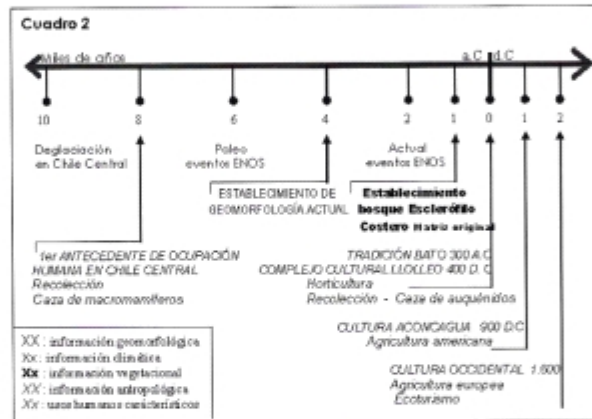 Cuadro 2
Miles de años
a.C d.C
10 8 6 4 2 1 0 1 2
Deglaciación
en Chile Central
Paleo
eventos ENOS
Actual
eventos ENOS
ESTABLECIMIENTO DE
GEOMORFOLOGÍA ACTUAL
Establecimiento
bosque Esclerófilo
Costero Matriz original
1er ANTECEDENTE DE OCUPACIÓN
HUMANA EN CHILE CENTRAL
Recolección
Caza de macromamíferos
TRADICIÓN BATO 300 A.C
COMPLEJO CULTURAL LLOLLEO 400 D. C
Horticultura
Recolección - Caza de auquénidos
CULTURA ACONCAGUA 900 D.C
Agricultura americana
CULTURA OCCIDENTAL 1.600
Agricultura europea
Ecoturismo
XX : información geomorfológica
Xx : información climática
Xx : información vegetacional
XX : información antropológica
Xx : usos humanos característicos